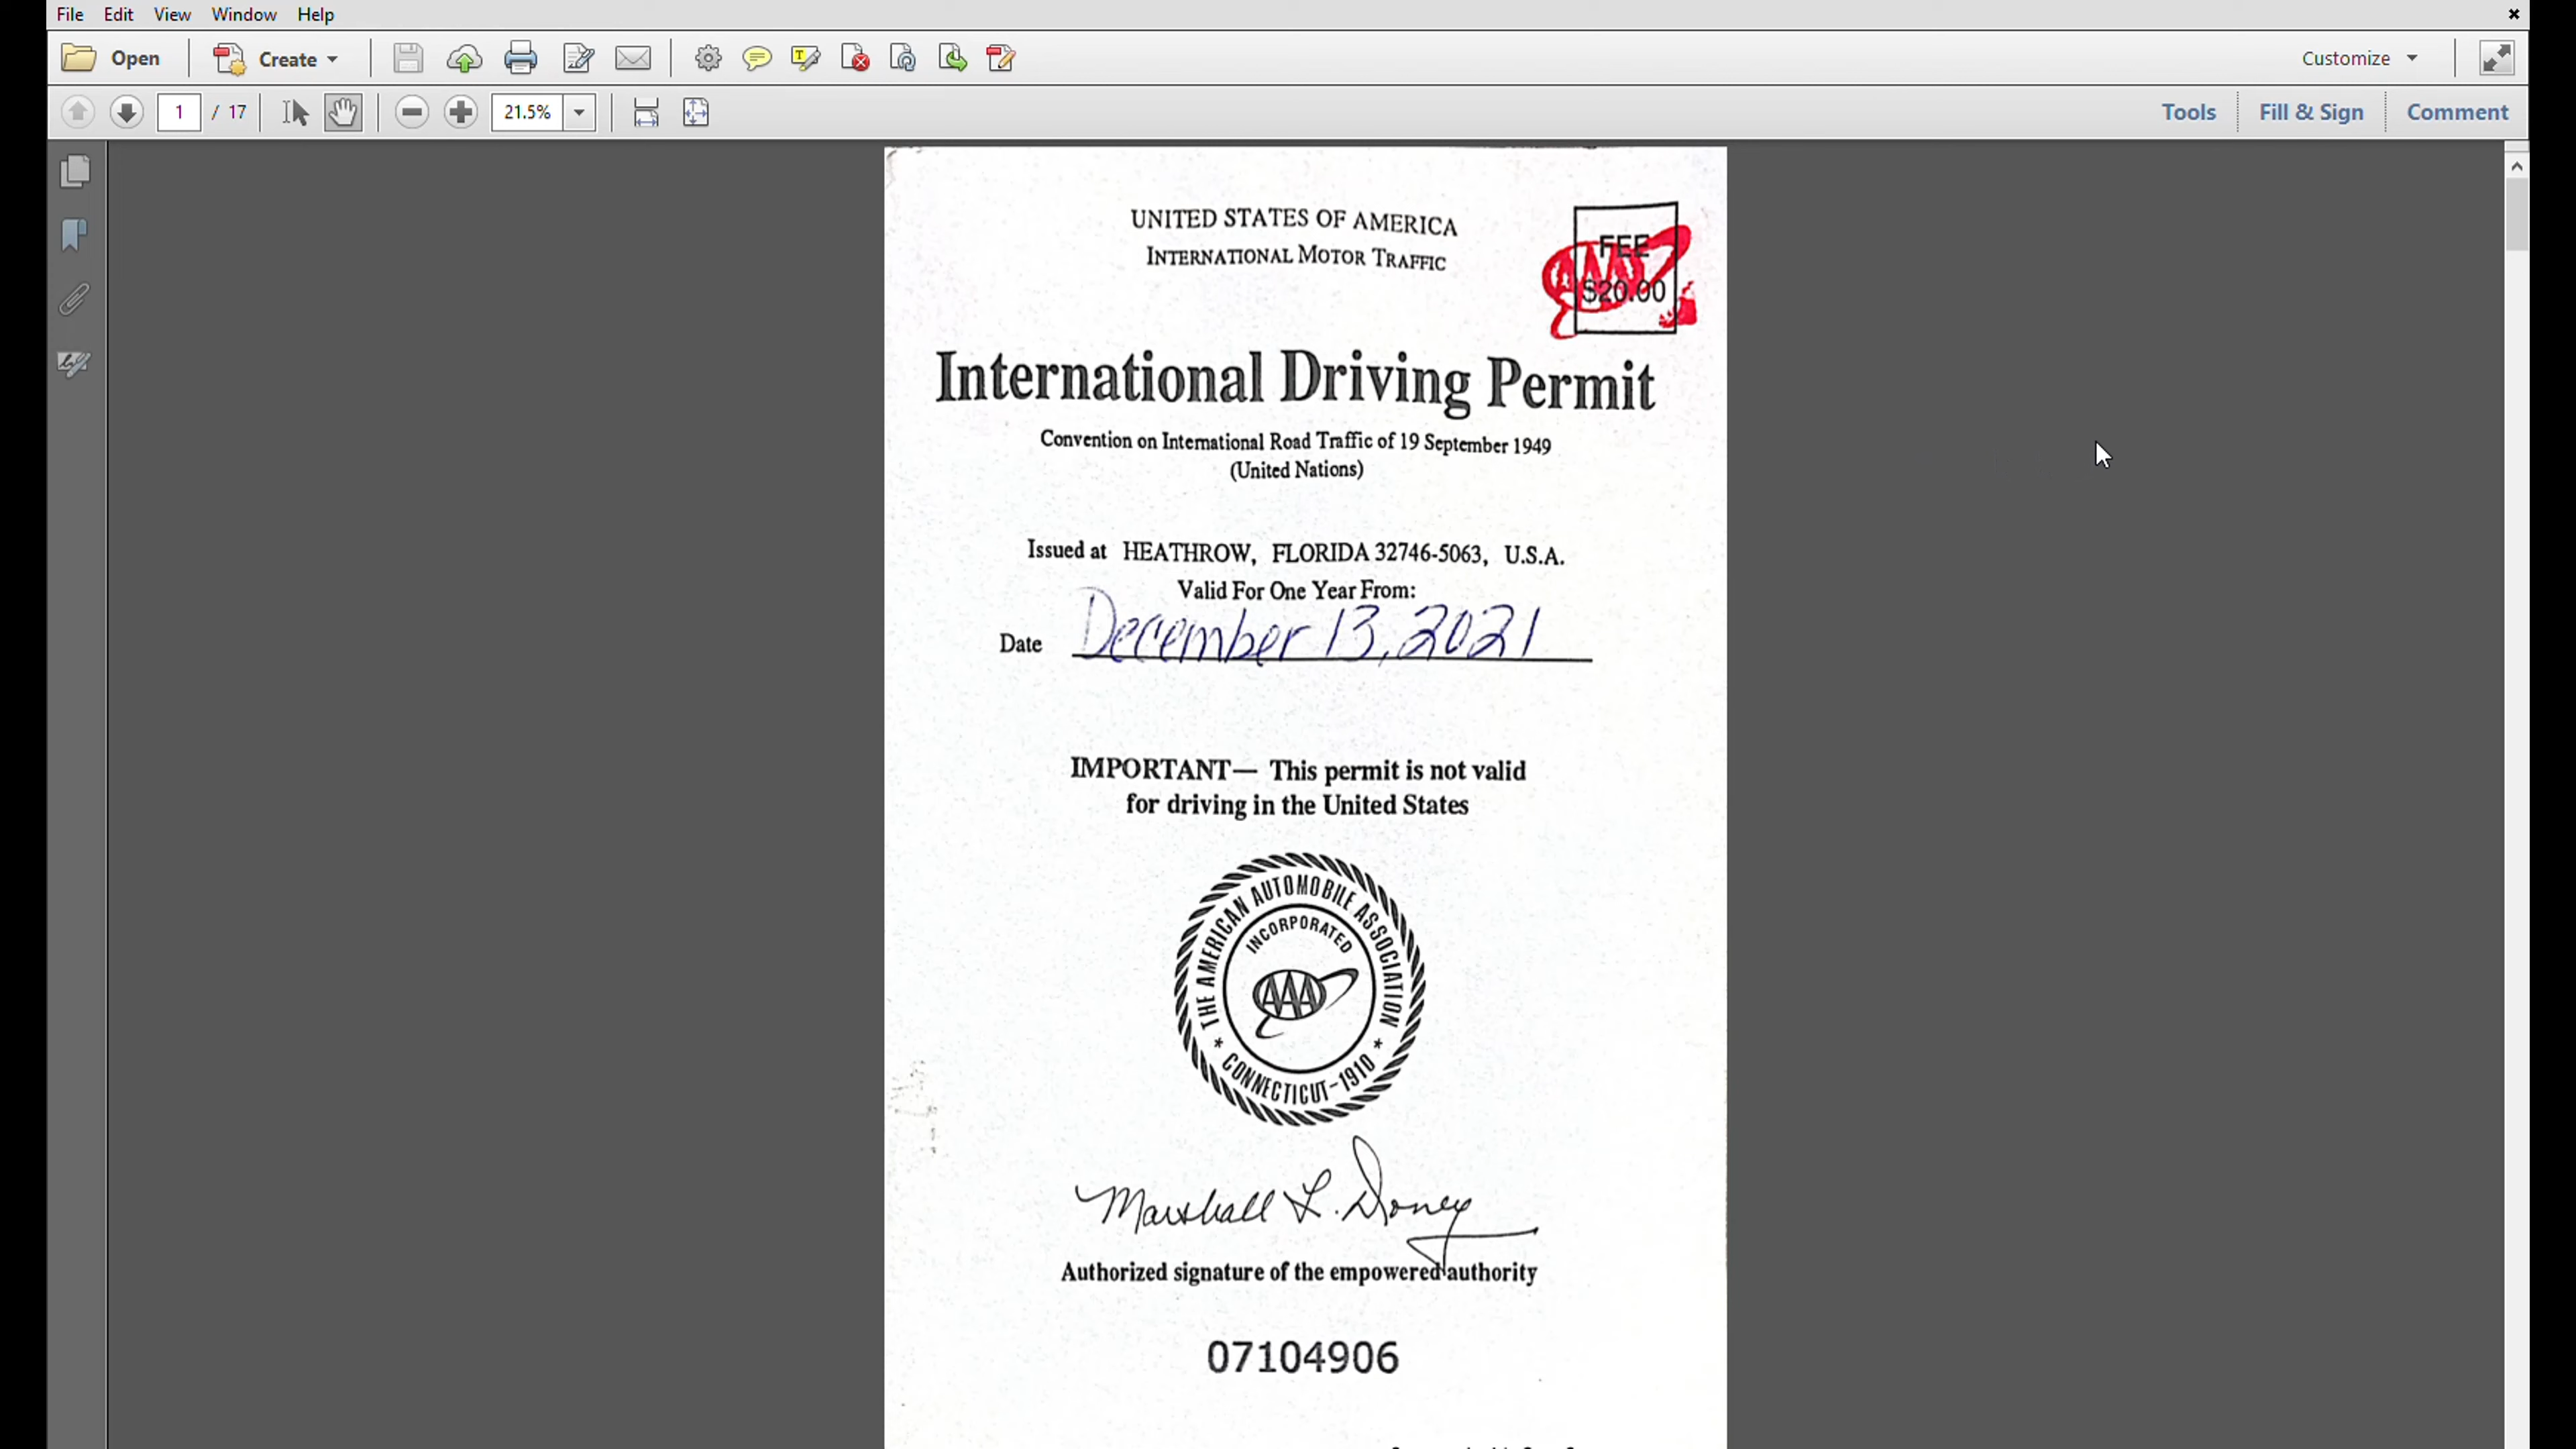 File Edit View Window Help
Open Create Customize
1 / 17 21.5% Tools Fill & Sign Comment
UNITED STATES OF AMERICA
INTERNATIONAL MOTOR TRAFFIC
FEE
AAA
$20.00
International Driving Permit
Convention on International Road Traffic of 19 September 1949
(United Nations)
Issued at HEATHROW, FLORIDA 32746-5063, U.S.A.
Valid For One Year From:
Date December 13, 2021
IMPORTANT— This permit is not valid
for driving in the United States
THE AMERICAN AUTOMOBILE ASSOCIATION
INCORPORATED
AAA
* CONNECTICUT-1910 *
Marshall L. Doney
Authorized signature of the empowered authority
07104906